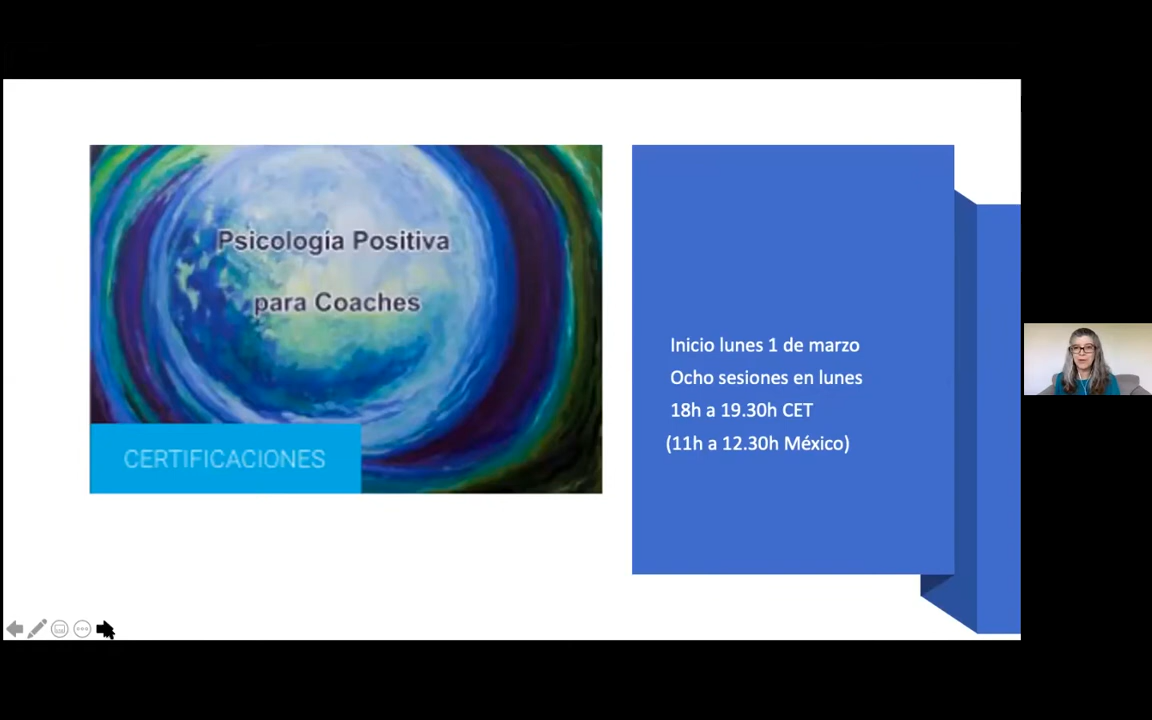 Psicología Positiva
para Coaches
CERTIFICACIONES
Inicio lunes 1 de marzo
Ocho sesiones en lunes
18h a 19.30h CET
(11h a 12.30h México)